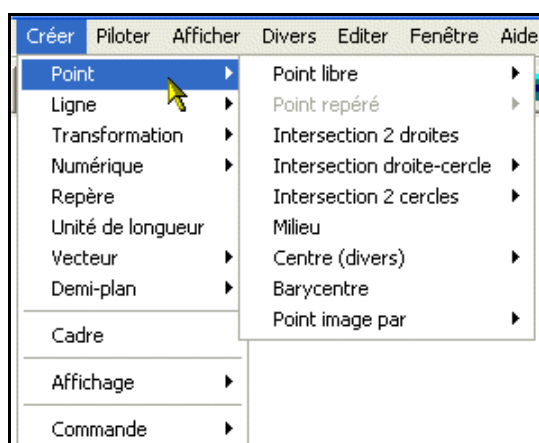 Créer Piloter Afficher Divers Editer Fenêtre Aide
Point
Ligne
Transformation
Numérique
Repère
Unité de longueur
Vecteur
Demi-plan
Cadre
Affichage
Commande
Point libre
Point repéré
Intersection 2 droites
Intersection droite-cercle
Intersection 2 cercles
Milieu
Centre (divers)
Barycentre
Point image par